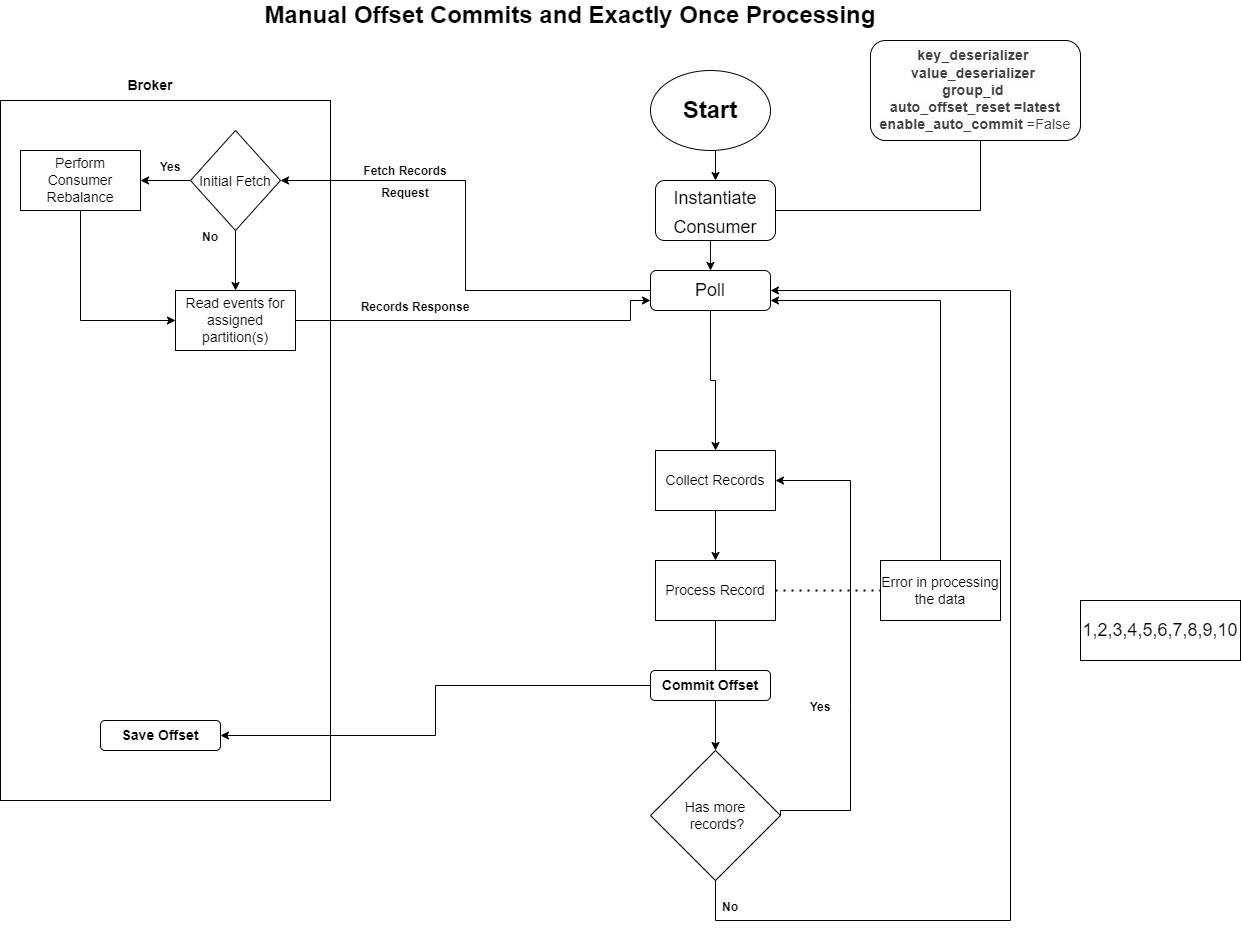 Manual Offset Commits and Exactly Once Processing
key_deserializer
value_deserializer
group_id
auto_offset_reset =latest
enable_auto_commit =False
Broker
Start
Perform
Consumer
Rebalance
Yes
Initial Fetch
Fetch Records
Request
Instantiate
Consumer
No
Poll
Read events for
assigned
partition(s)
Records Response
Collect Records
Process Record
Error in processing
the data
1,2,3,4,5,6,7,8,9,10
Commit Offset
Yes
Save Offset
Has more
records?
No